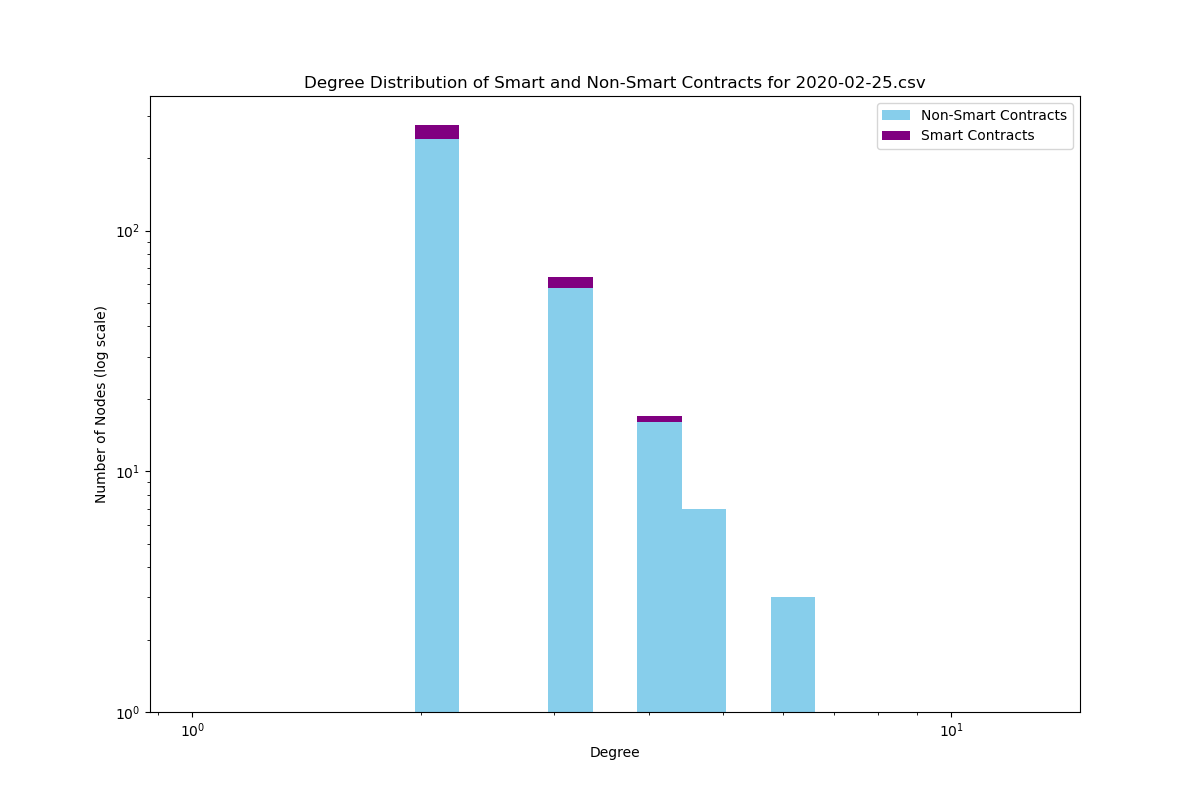 Degree Distribution of Smart and Non-Smart Contracts for 2020-02-25.csv
Non-Smart Contracts
Smart Contracts
Number of Nodes (log scale)
10²
10¹
10⁰
10⁰
10¹
Degree